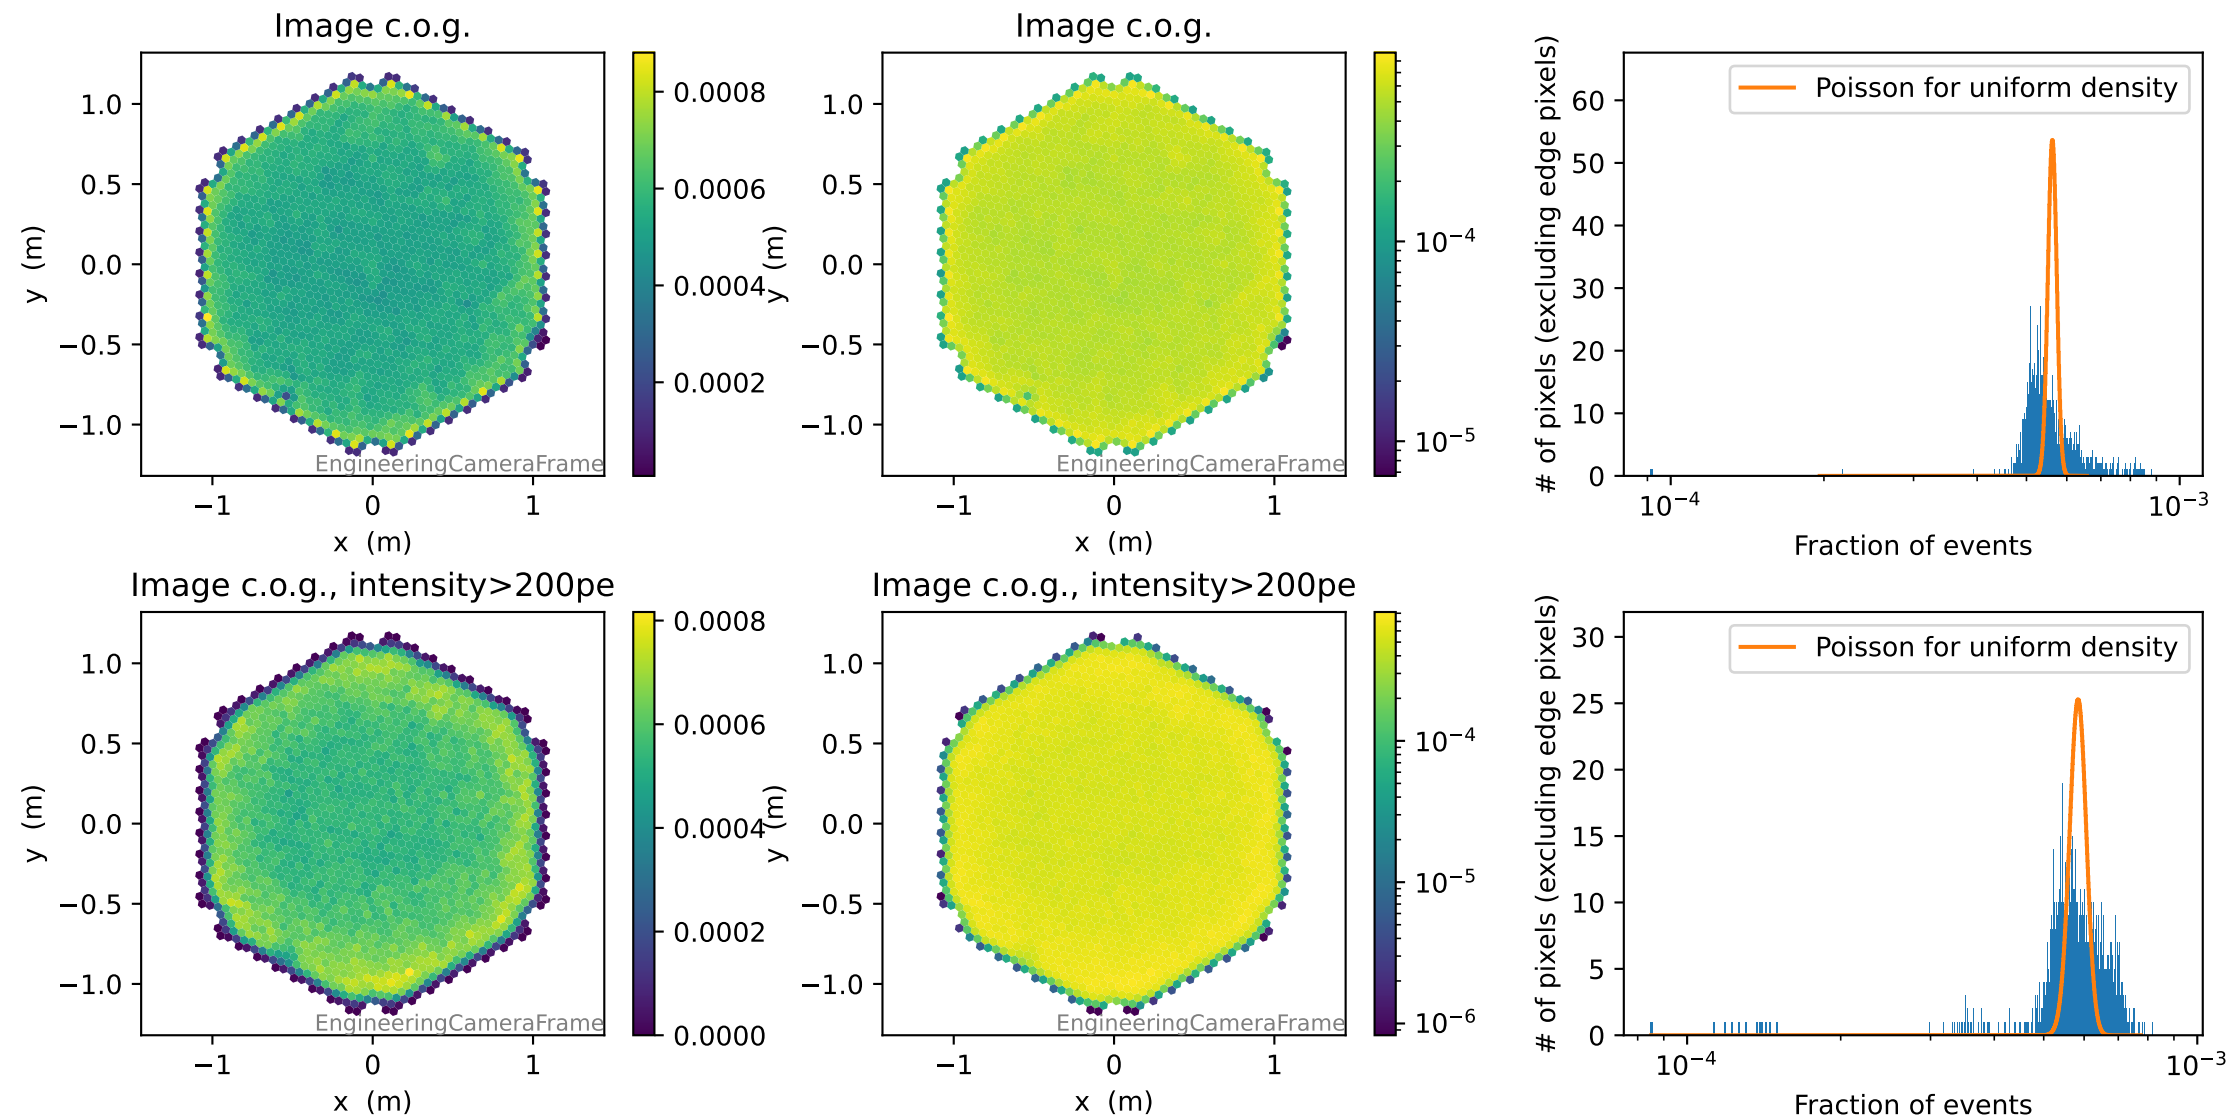 Image c.o.g.
y (m)
1.0
0.5
0.0
−0.5
−1.0
−1
0
1
x (m)
EngineeringCameraFrame
0.0008
0.0006
0.0004
0.0002
Image c.o.g.
y (m)
1.0
0.5
0.0
−0.5
−1.0
−1
0
1
x (m)
EngineeringCameraFrame
10⁻⁴
10⁻⁵
# of pixels (excluding edge pixels)
60
50
40
30
20
10
0
Poisson for uniform density
10⁻⁴
10⁻³
Fraction of events
Image c.o.g., intensity>200pe
y (m)
1.0
0.5
0.0
−0.5
−1.0
−1
0
1
x (m)
EngineeringCameraFrame
0.0008
0.0006
0.0004
0.0002
0.0000
Image c.o.g., intensity>200pe
y (m)
1.0
0.5
0.0
−0.5
−1.0
−1
0
1
x (m)
EngineeringCameraFrame
10⁻⁴
10⁻⁵
10⁻⁶
# of pixels (excluding edge pixels)
30
25
20
15
10
5
0
Poisson for uniform density
10⁻⁴
10⁻³
Fraction of events